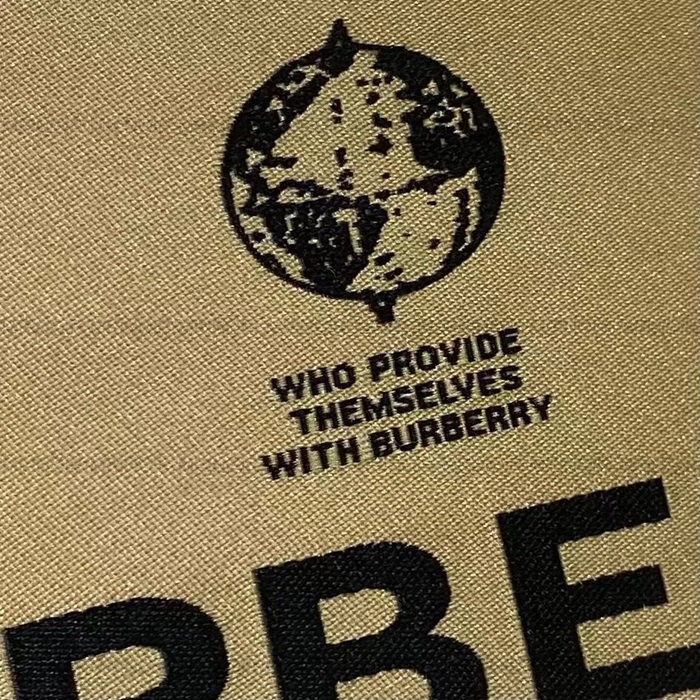 WHO PROVIDE
THEMSELVES
WITH BURBERRY
RBE